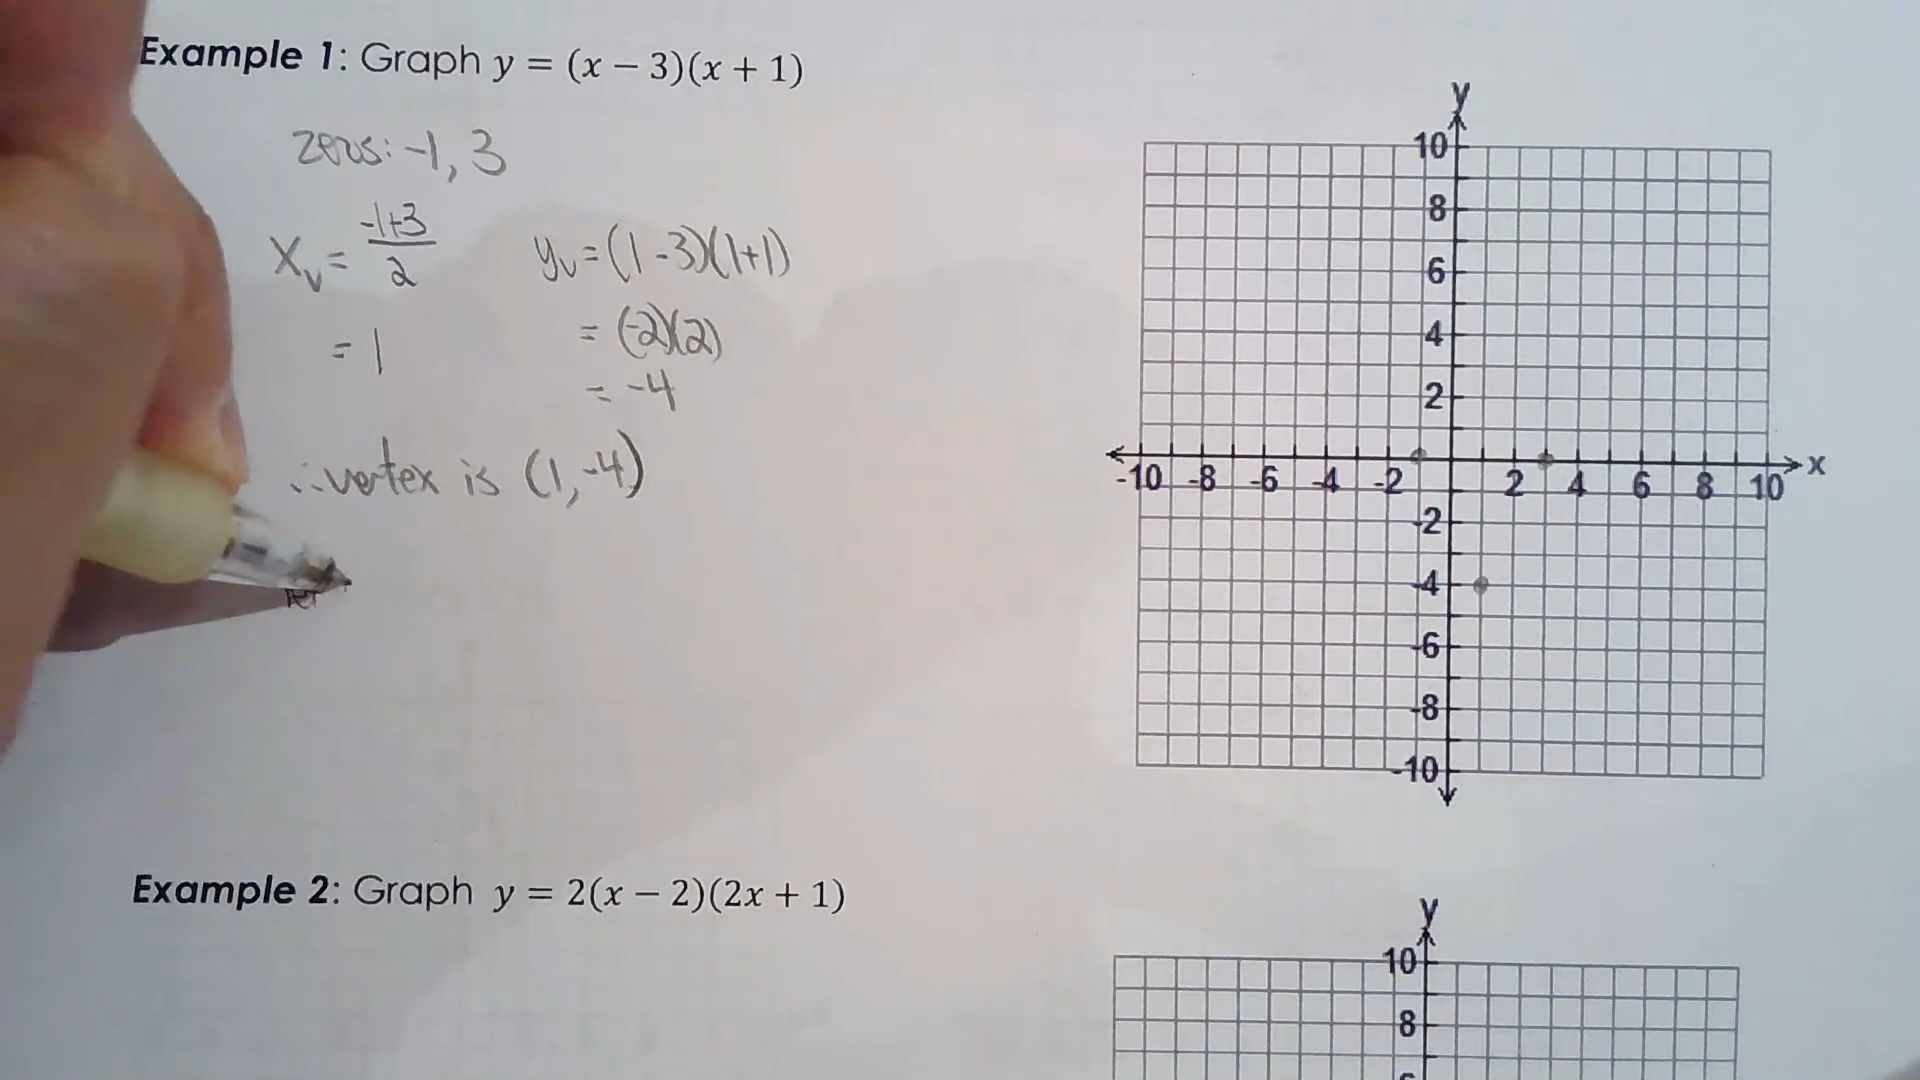 Example 1: Graph y = (x − 3)(x + 1)
zeros: -1, 3
xᵥ = -1+3/2
yᵥ = (1-3)(1+1)
= 1
= (-2)(2)
= -4
∴ vertex is (1, -4)
y
10
8
6
4
2
-10 -8 -6 -4 -2 2 4 6 8 10 x
-2
-4
-6
-8
-10
Example 2: Graph y = 2(x − 2)(2x + 1)
y
10
8